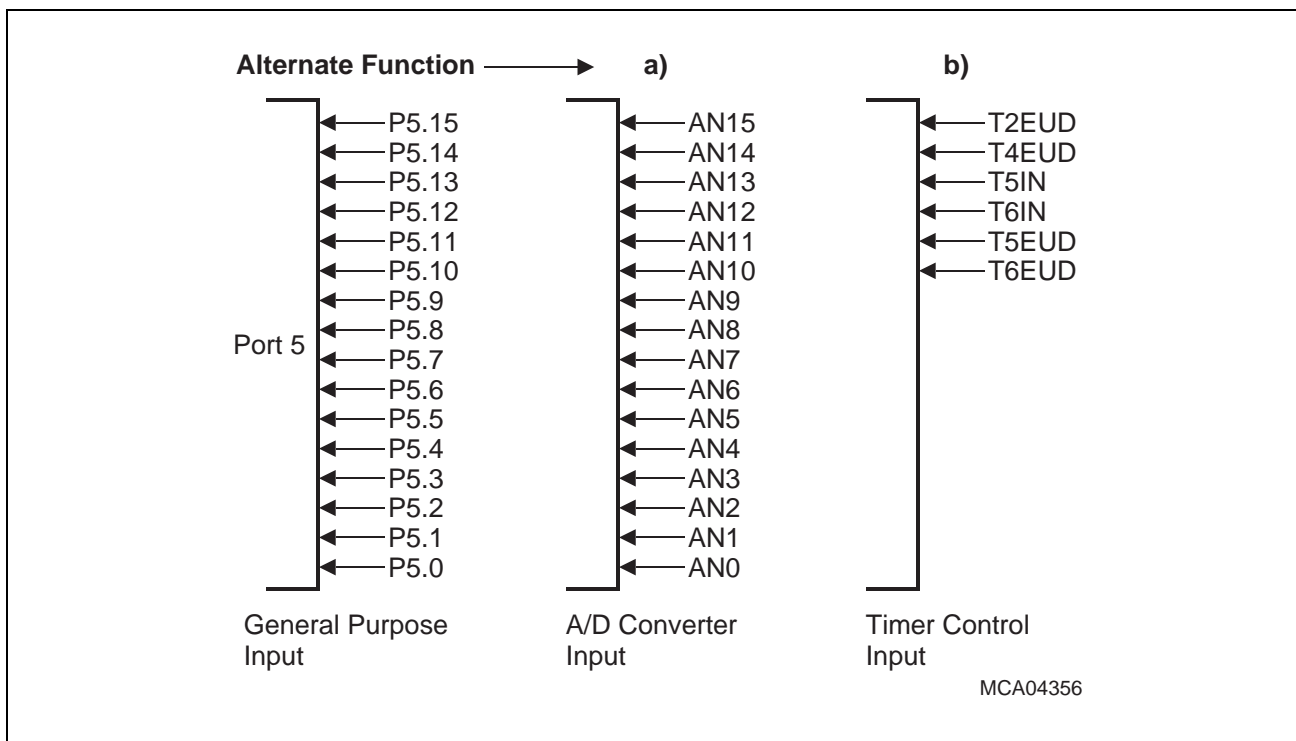 Alternate Function a) b)
P5.15 AN15 T2EUD
P5.14 AN14 T4EUD
P5.13 AN13 T5IN
P5.12 AN12 T6IN
P5.11 AN11 T5EUD
P5.10 AN10 T6EUD
P5.9 AN9
P5.8 AN8
Port 5
P5.7 AN7
P5.6 AN6
P5.5 AN5
P5.4 AN4
P5.3 AN3
P5.2 AN2
P5.1 AN1
P5.0 AN0
General Purpose A/D Converter Timer Control
Input Input Input
MCA04356